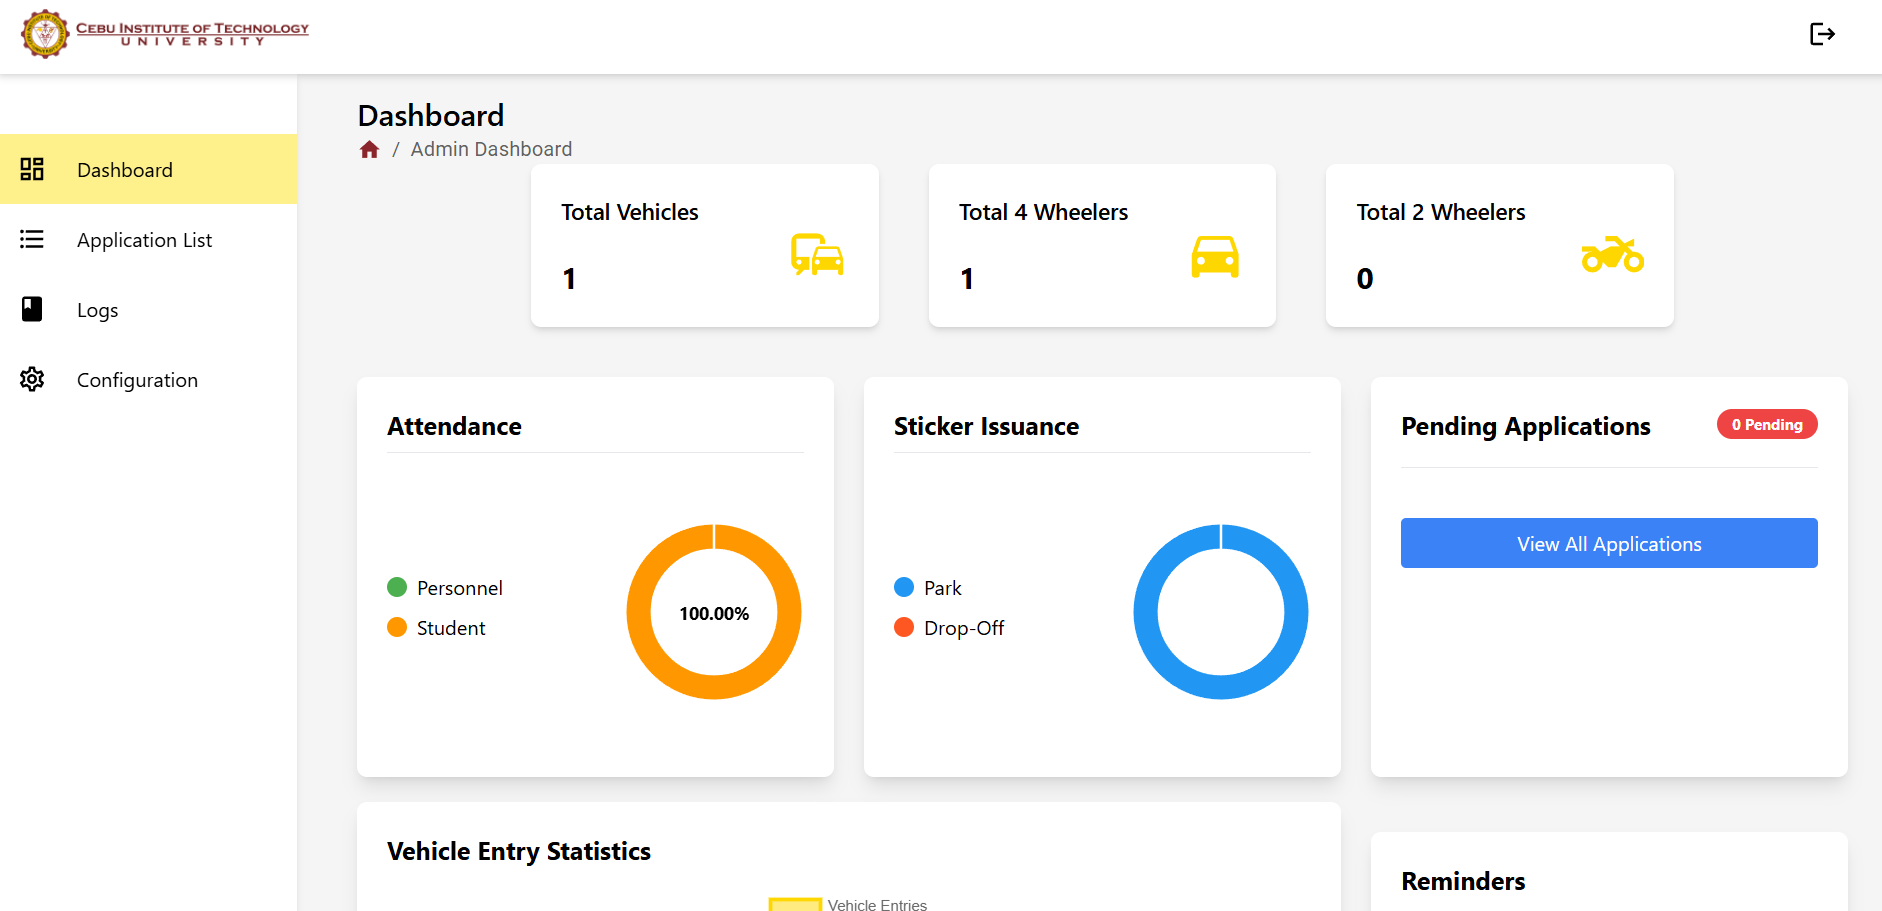 CEBU INSTITUTE OF TECHNOLOGY
UNIVERSITY
Dashboard
Application List
Logs
Configuration
Dashboard
/ Admin Dashboard
Total Vehicles
1
Total 4 Wheelers
1
Total 2 Wheelers
0
Attendance
Personnel
Student
100.00%
Sticker Issuance
Park
Drop-Off
Pending Applications
0 Pending
View All Applications
Vehicle Entry Statistics
Vehicle Entries
Reminders